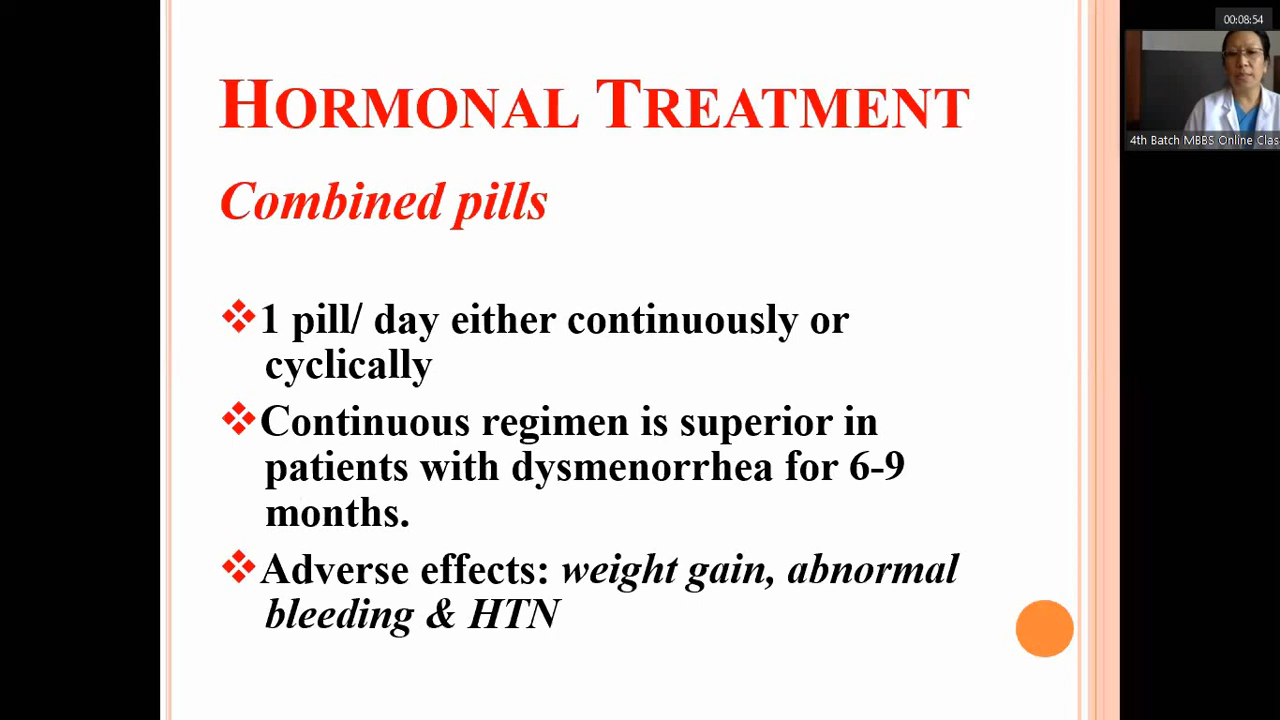 HORMONAL TREATMENT
Combined pills
1 pill/ day either continuously or
cyclically
Continuous regimen is superior in
patients with dysmenorrhea for 6-9
months.
Adverse effects: weight gain, abnormal
bleeding & HTN
00:08:54
4th Batch MBBS Online Clas